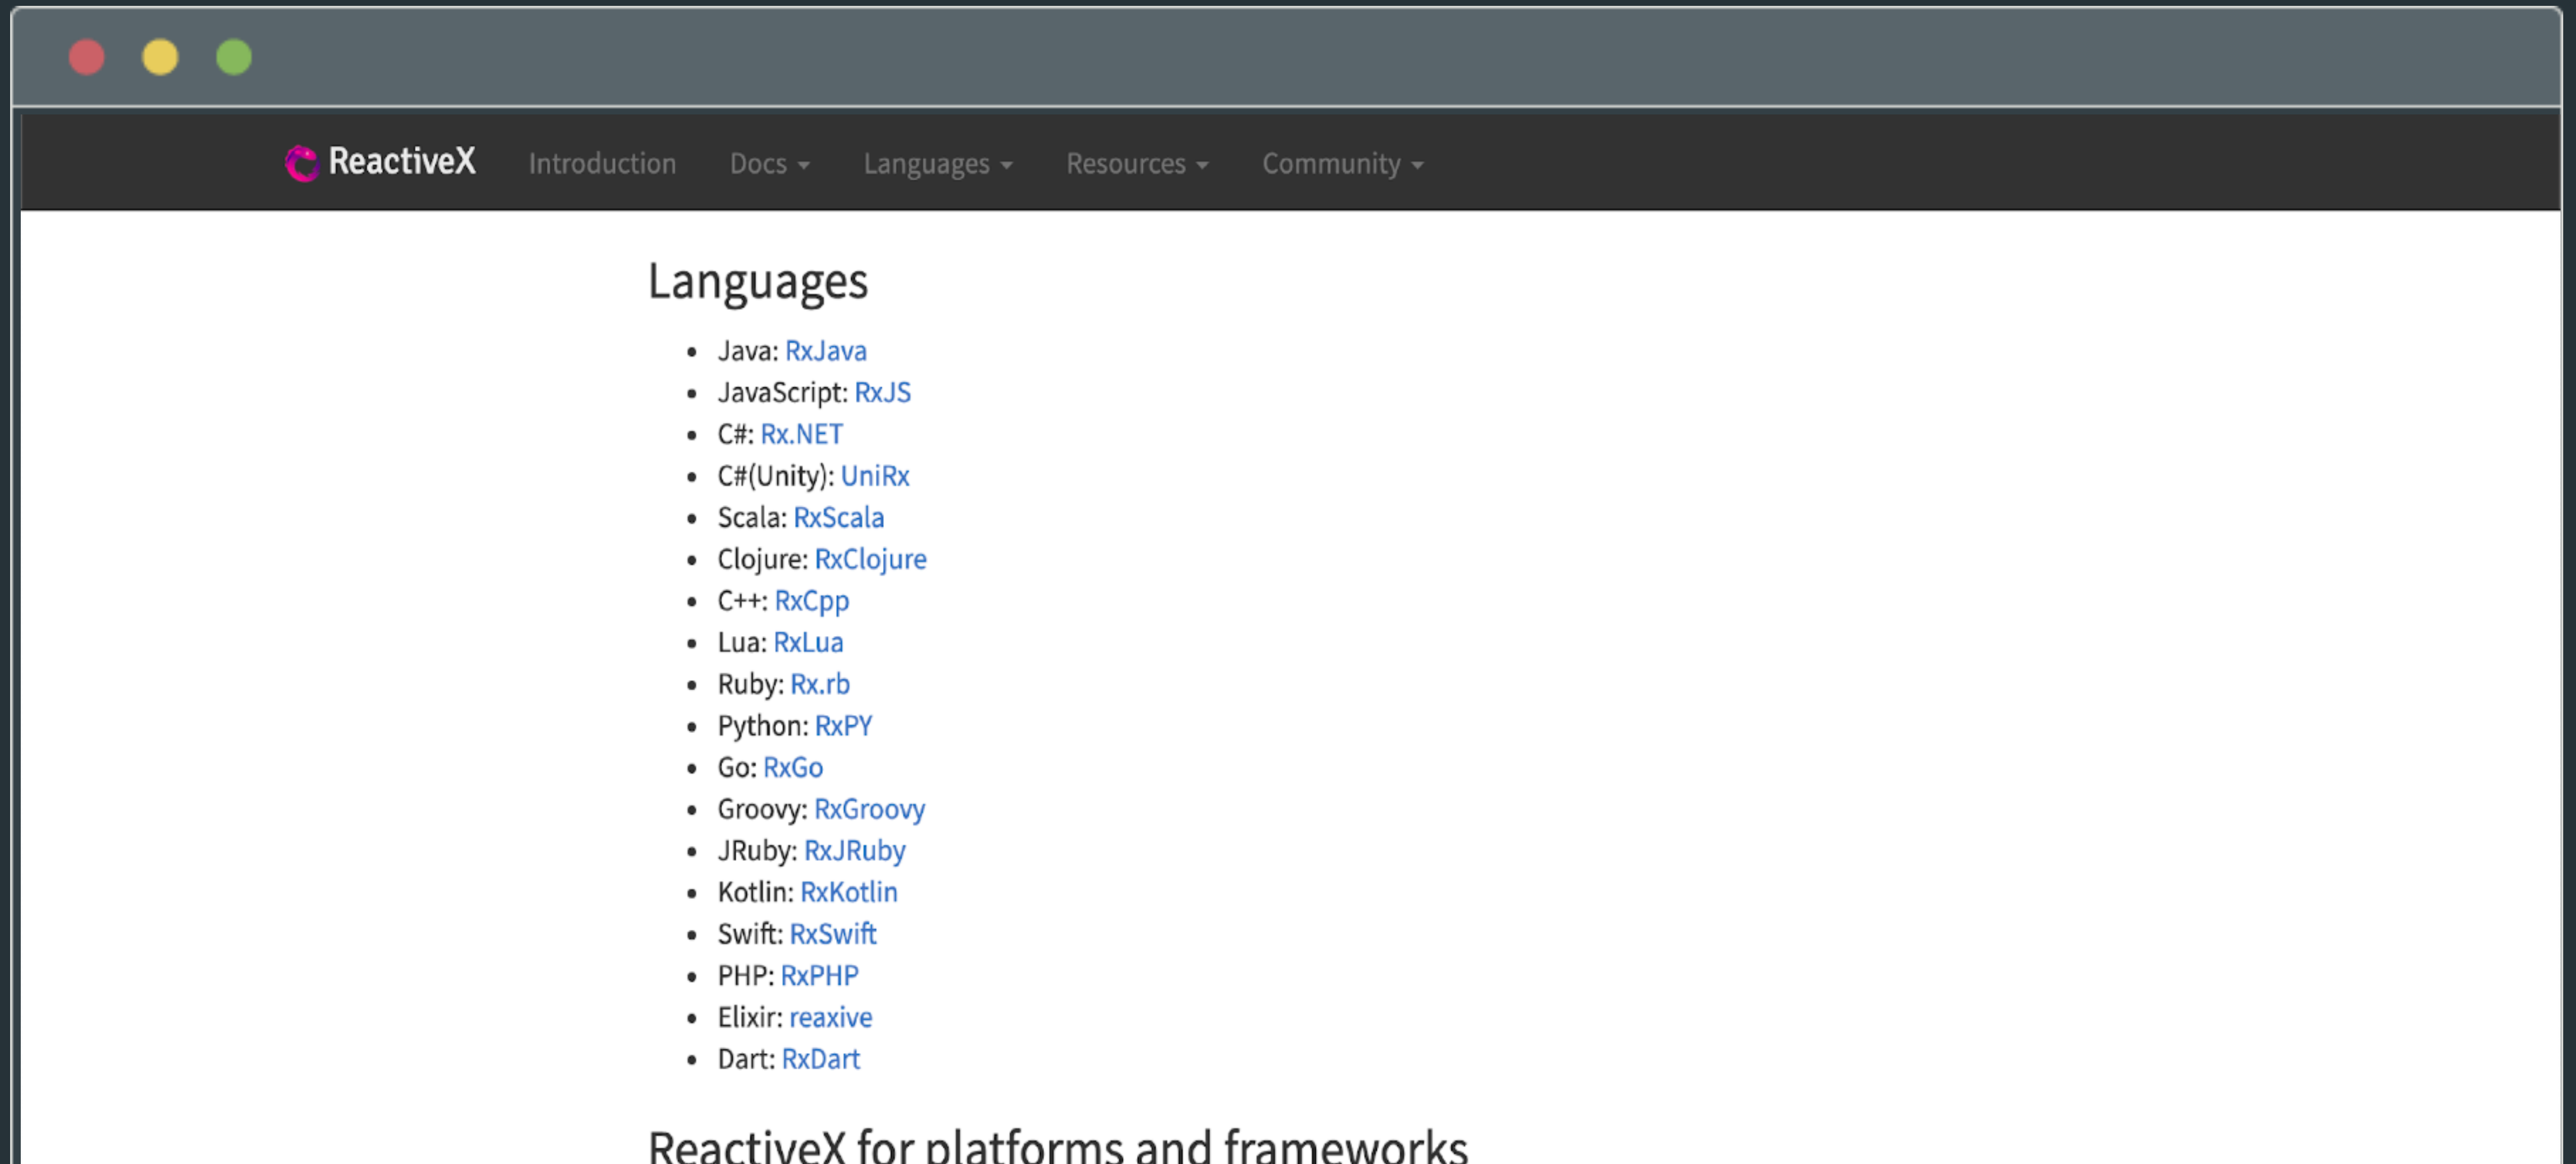 ReactiveX Introduction Docs Languages Resources Community
Languages
Java: RxJava
JavaScript: RxJS
C#: Rx.NET
C#(Unity): UniRx
Scala: RxScala
Clojure: RxClojure
C++: RxCpp
Lua: RxLua
Ruby: Rx.rb
Python: RxPY
Go: RxGo
Groovy: RxGroovy
JRuby: RxJRuby
Kotlin: RxKotlin
Swift: RxSwift
PHP: RxPHP
Elixir: reaxive
Dart: RxDart
ReactiveX for platforms and frameworks